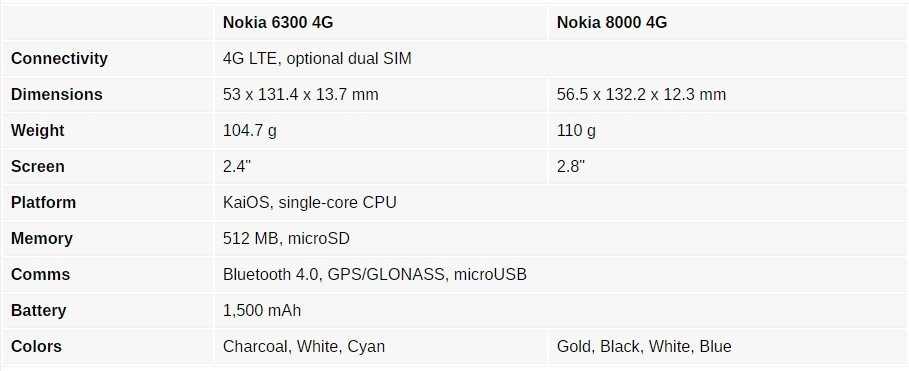 Nokia 6300 4G Nokia 8000 4G
Connectivity 4G LTE, optional dual SIM
Dimensions 53 x 131.4 x 13.7 mm 56.5 x 132.2 x 12.3 mm
Weight 104.7 g 110 g
Screen 2.4" 2.8"
Platform KaiOS, single-core CPU
Memory 512 MB, microSD
Comms Bluetooth 4.0, GPS/GLONASS, microUSB
Battery 1,500 mAh
Colors Charcoal, White, Cyan Gold, Black, White, Blue